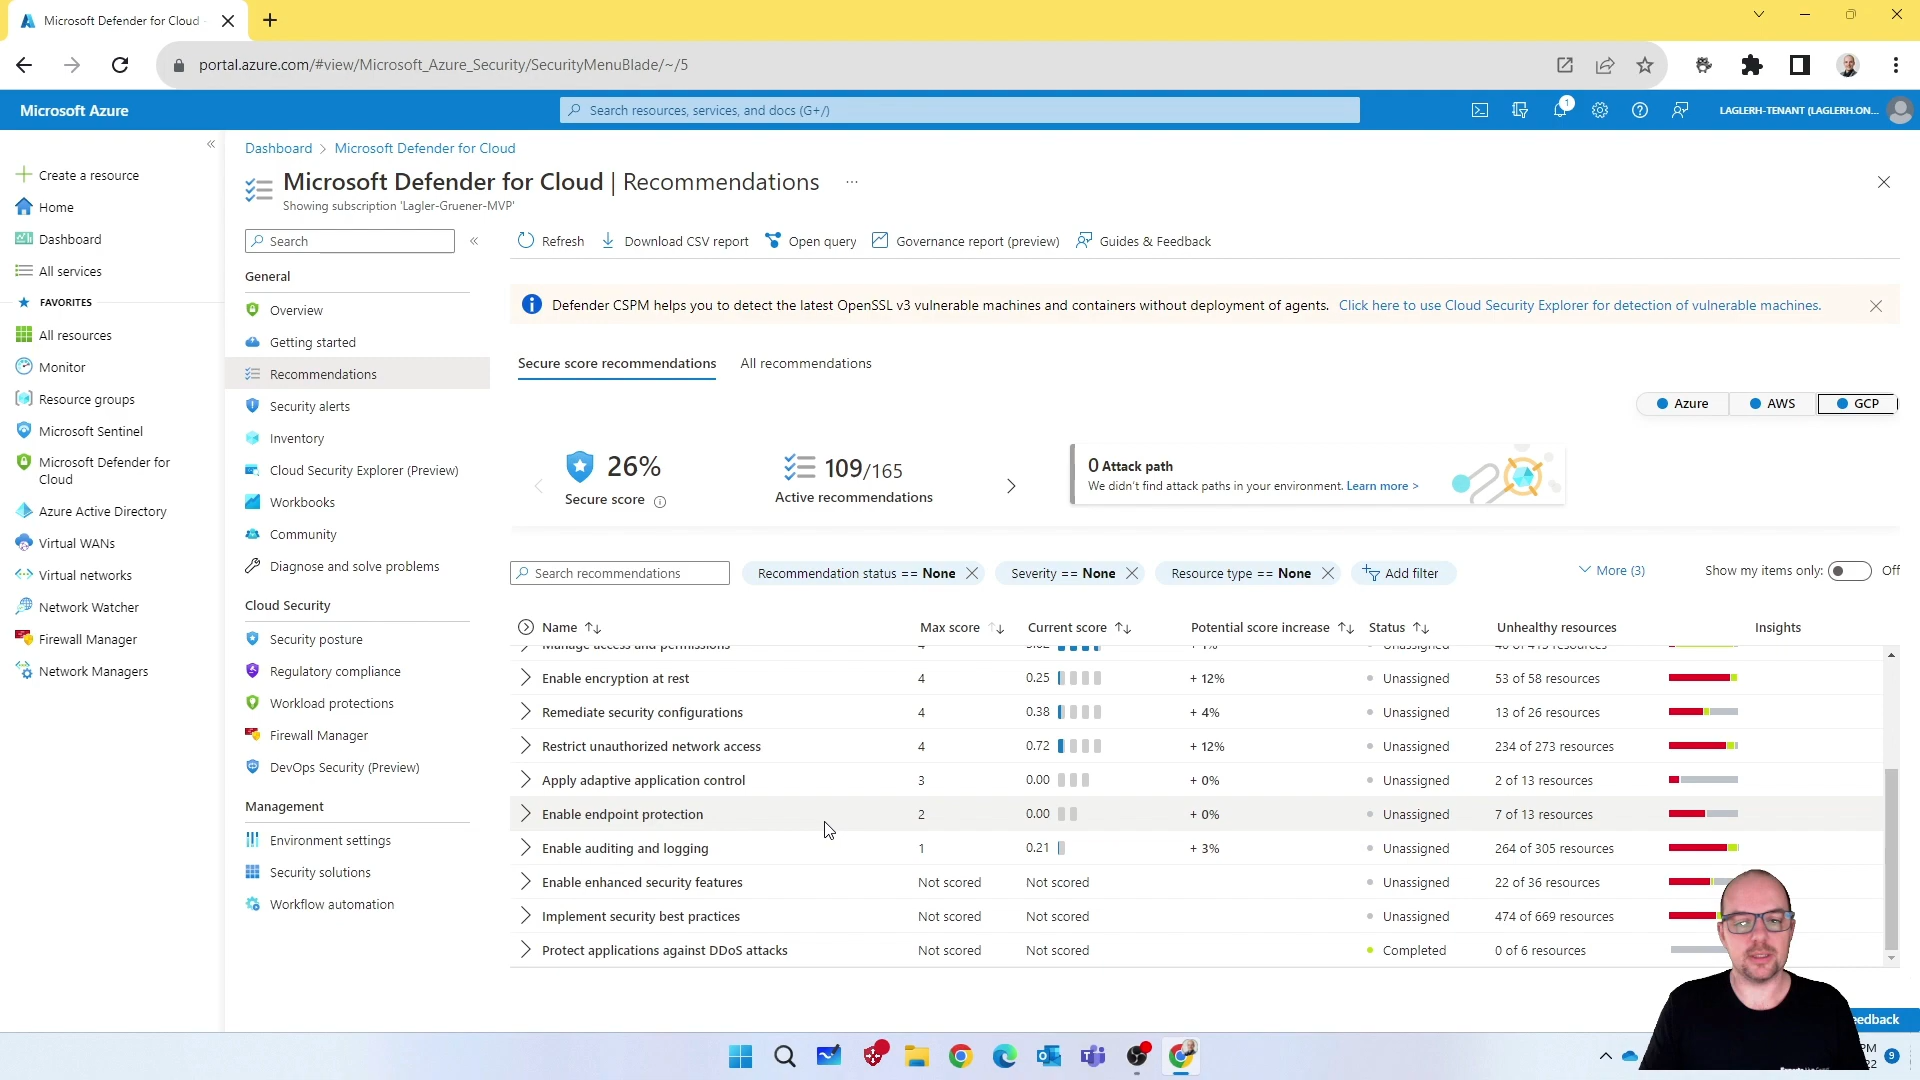 Microsoft Defender for Cloud
portal.azure.com/#view/Microsoft_Azure_Security/SecurityMenuBlade/~/5
Microsoft Azure
Search resources, services, and docs (G+/)
1
LAGLERH-TENANT (LAGLERH.ON...
Create a resource
Home
Dashboard
All services
FAVORITES
All resources
Monitor
Resource groups
Microsoft Sentinel
Microsoft Defender for
Cloud
Azure Active Directory
Virtual WANs
Virtual networks
Network Watcher
Firewall Manager
Network Managers
Dashboard > Microsoft Defender for Cloud
Microsoft Defender for Cloud | Recommendations ...
Showing subscription 'Lagler-Gruener-MVP'
Search
General
Overview
Getting started
Recommendations
Security alerts
Inventory
Cloud Security Explorer (Preview)
Workbooks
Community
Diagnose and solve problems
Cloud Security
Security posture
Regulatory compliance
Workload protections
Firewall Manager
DevOps Security (Preview)
Management
Environment settings
Security solutions
Workflow automation
Refresh Download CSV report Open query Governance report (preview) Guides & Feedback
Defender CSPM helps you to detect the latest OpenSSL v3 vulnerable machines and containers without deployment of agents. Click here to use Cloud Security Explorer for detection of vulnerable machines.
Secure score recommendations All recommendations
Azure AWS GCP
26%
Secure score
109/165
Active recommendations
0 Attack path
We didn't find attack paths in your environment. Learn more >
Search recommendations Recommendation status == None Severity == None Resource type == None Add filter More (3) Show my items only: Off
Name Max score Current score Potential score increase Status Unhealthy resources Insights
Manage access and permissions 4 + 1% Unassigned resources
Enable encryption at rest 4 0.25 + 12% Unassigned 53 of 58 resources
Remediate security configurations 4 0.38 + 4% Unassigned 13 of 26 resources
Restrict unauthorized network access 4 0.72 + 12% Unassigned 234 of 273 resources
Apply adaptive application control 3 0.00 + 0% Unassigned 2 of 13 resources
Enable endpoint protection 2 0.00 + 0% Unassigned 7 of 13 resources
Enable auditing and logging 1 0.21 + 3% Unassigned 264 of 305 resources
Enable enhanced security features Not scored Not scored Unassigned 22 of 36 resources
Implement security best practices Not scored Not scored Unassigned 474 of 669 resources
Protect applications against DDoS attacks Not scored Not scored Completed 0 of 6 resources
eedback
PM
22
9